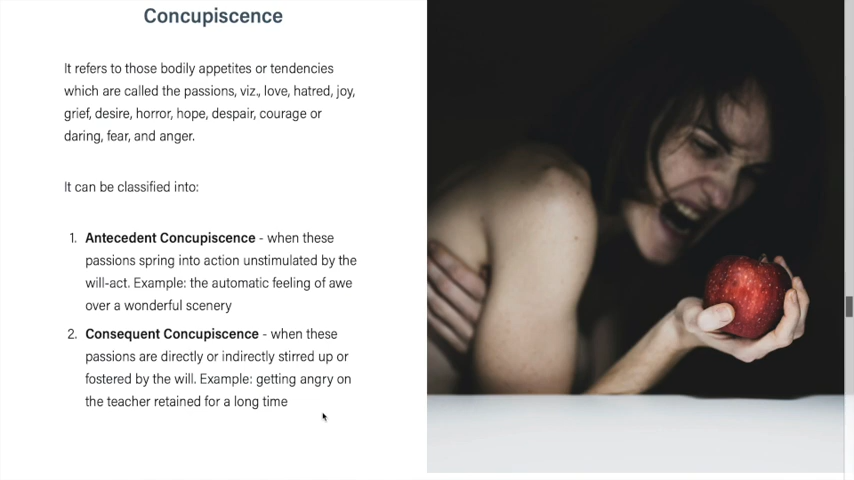 Concupiscence
It refers to those bodily appetites or tendencies
which are called the passions, viz., love, hatred, joy,
grief, desire, horror, hope, despair, courage or
daring, fear, and anger.
It can be classified into:
1. Antecedent Concupiscence - when these
passions spring into action unstimulated by the
will-act. Example: the automatic feeling of awe
over a wonderful scenery
2. Consequent Concupiscence - when these
passions are directly or indirectly stirred up or
fostered by the will. Example: getting angry on
the teacher retained for a long time